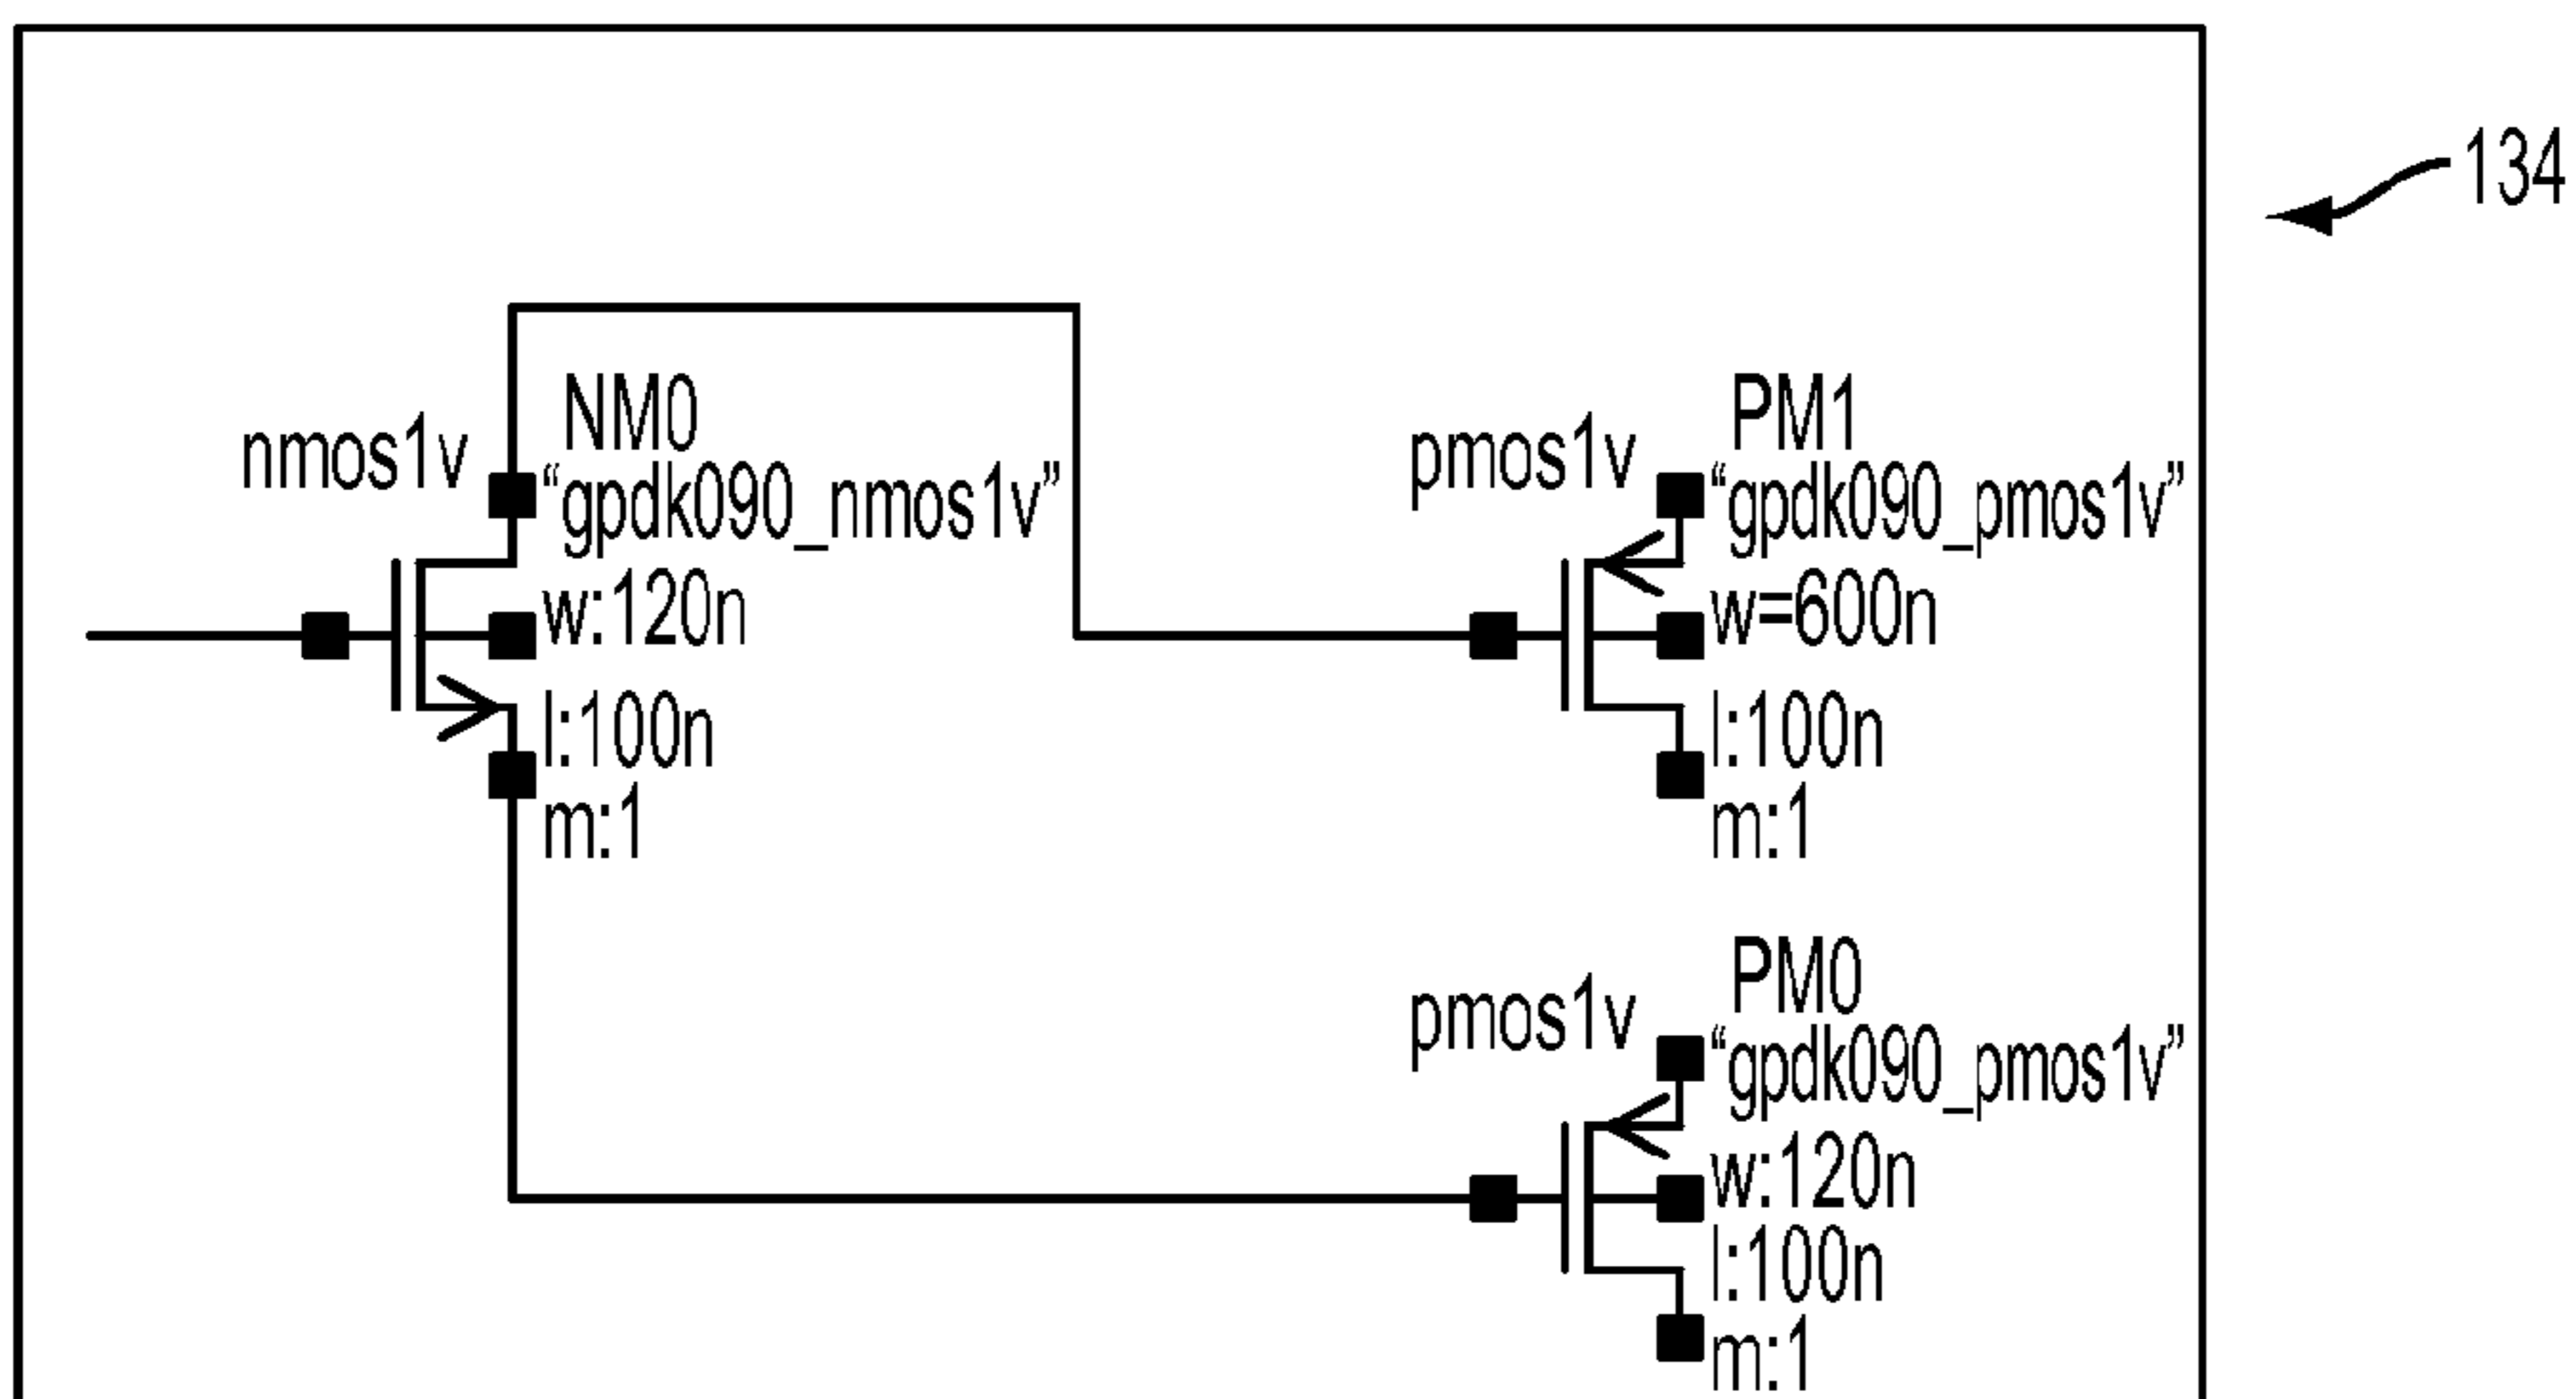 134
nmos1v
NM0
“gpdk090_nmos1v”
w:120n
l:100n
m:1
pmos1v
PM1
“gpdk090_pmos1v”
w=600n
l:100n
m:1
pmos1v
PM0
“gpdk090_pmos1v”
w:120n
l:100n
m:1